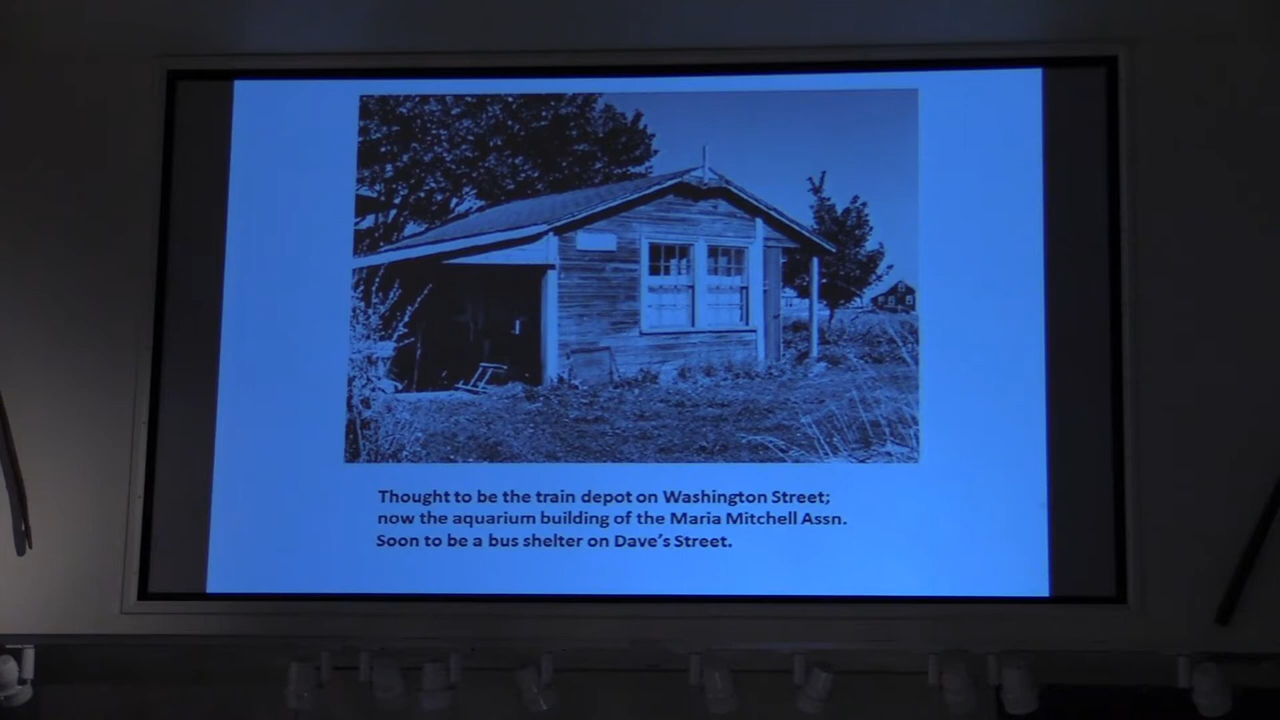 Thought to be the train depot on Washington Street;
now the aquarium building of the Maria Mitchell Assn.
Soon to be a bus shelter on Dave's Street.